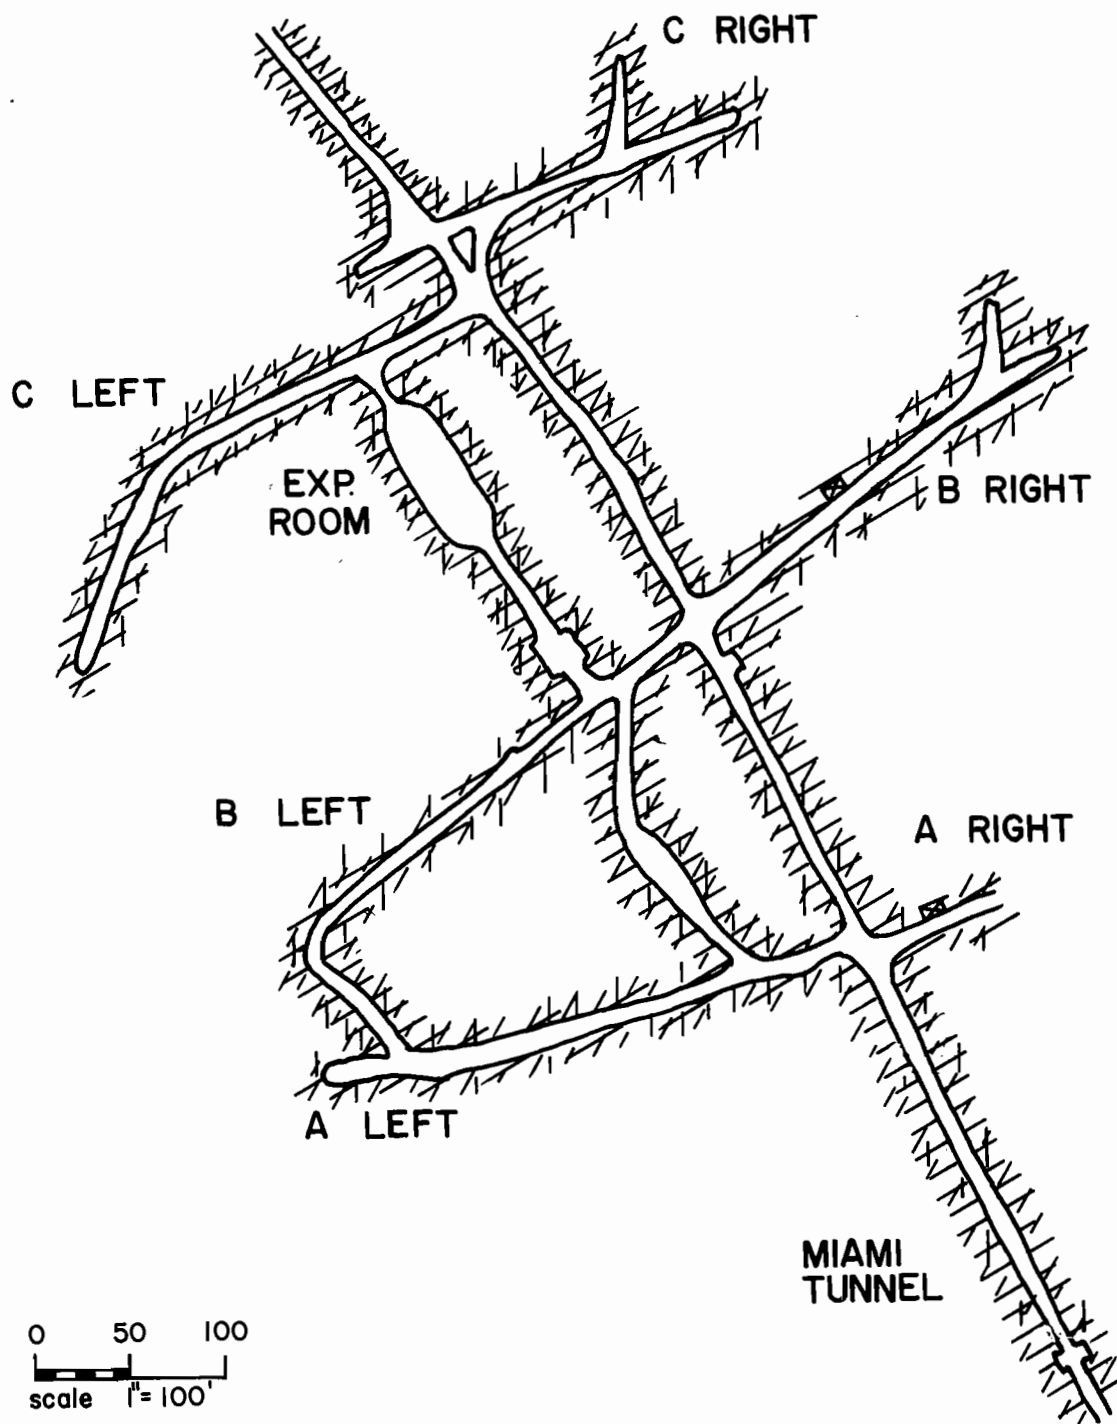 C RIGHT
C LEFT
EXP.
ROOM
B RIGHT
B LEFT
A RIGHT
A LEFT
MIAMI
TUNNEL
0 50 100
scale 1"= 100'